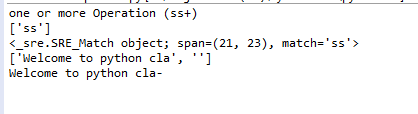 one or more Operation (ss+)
['ss']
<_sre.SRE_Match object; span=(21, 23), match='ss'>
['Welcome to python cla', '']
Welcome to python cla-